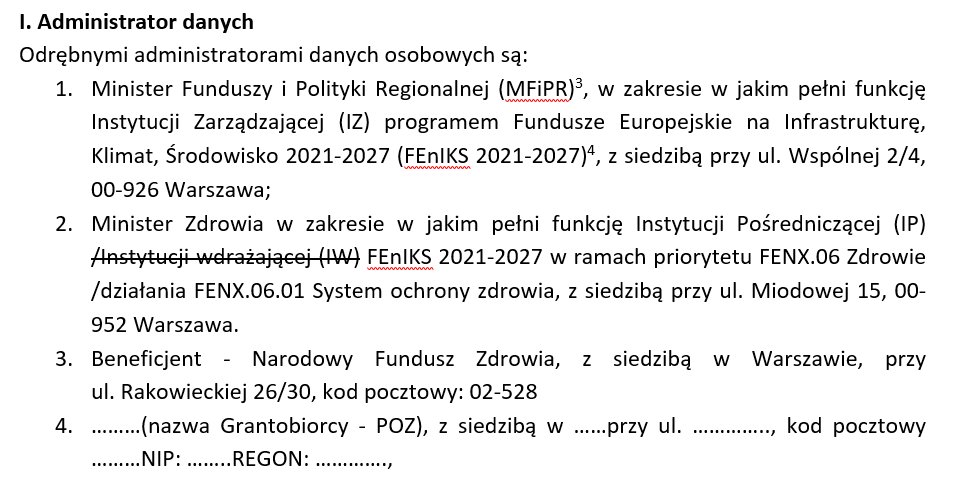 I. Administrator danych
Odrębnymi administratorami danych osobowych są:
1. Minister Funduszy i Polityki Regionalnej (MFiPR)³, w zakresie w jakim pełni funkcję
Instytucji Zarządzającej (IZ) programem Fundusze Europejskie na Infrastrukturę,
Klimat, Środowisko 2021-2027 (FEnIKS 2021-2027)⁴, z siedzibą przy ul. Wspólnej 2/4,
00-926 Warszawa;
2. Minister Zdrowia w zakresie w jakim pełni funkcję Instytucji Pośredniczącej (IP)
/Instytucji wdrażającej (IW) FEnIKS 2021-2027 w ramach priorytetu FENX.06 Zdrowie
/działania FENX.06.01 System ochrony zdrowia, z siedzibą przy ul. Miodowej 15, 00-
952 Warszawa.
3. Beneficjent - Narodowy Fundusz Zdrowia, z siedzibą w Warszawie, przy
ul. Rakowieckiej 26/30, kod pocztowy: 02-528
4. ………(nazwa Grantobiorcy - POZ), z siedzibą w ……przy ul. ………….., kod pocztowy
………NIP: ……..REGON: ………….,